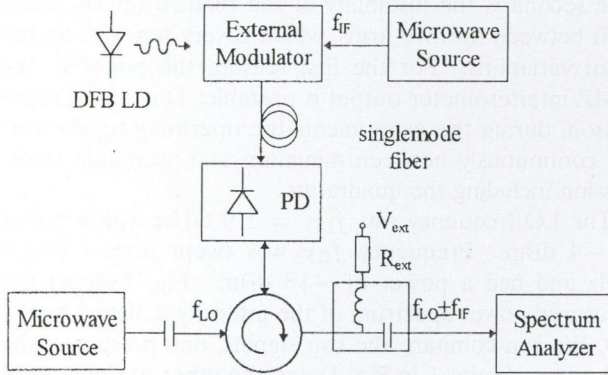 External
Modulator
f_IF
Microwave
Source
DFB LD
singlemode
fiber
PD
V_ext
R_ext
Microwave
Source
f_LO
f_LO±f_IF
Spectrum
Analyzer